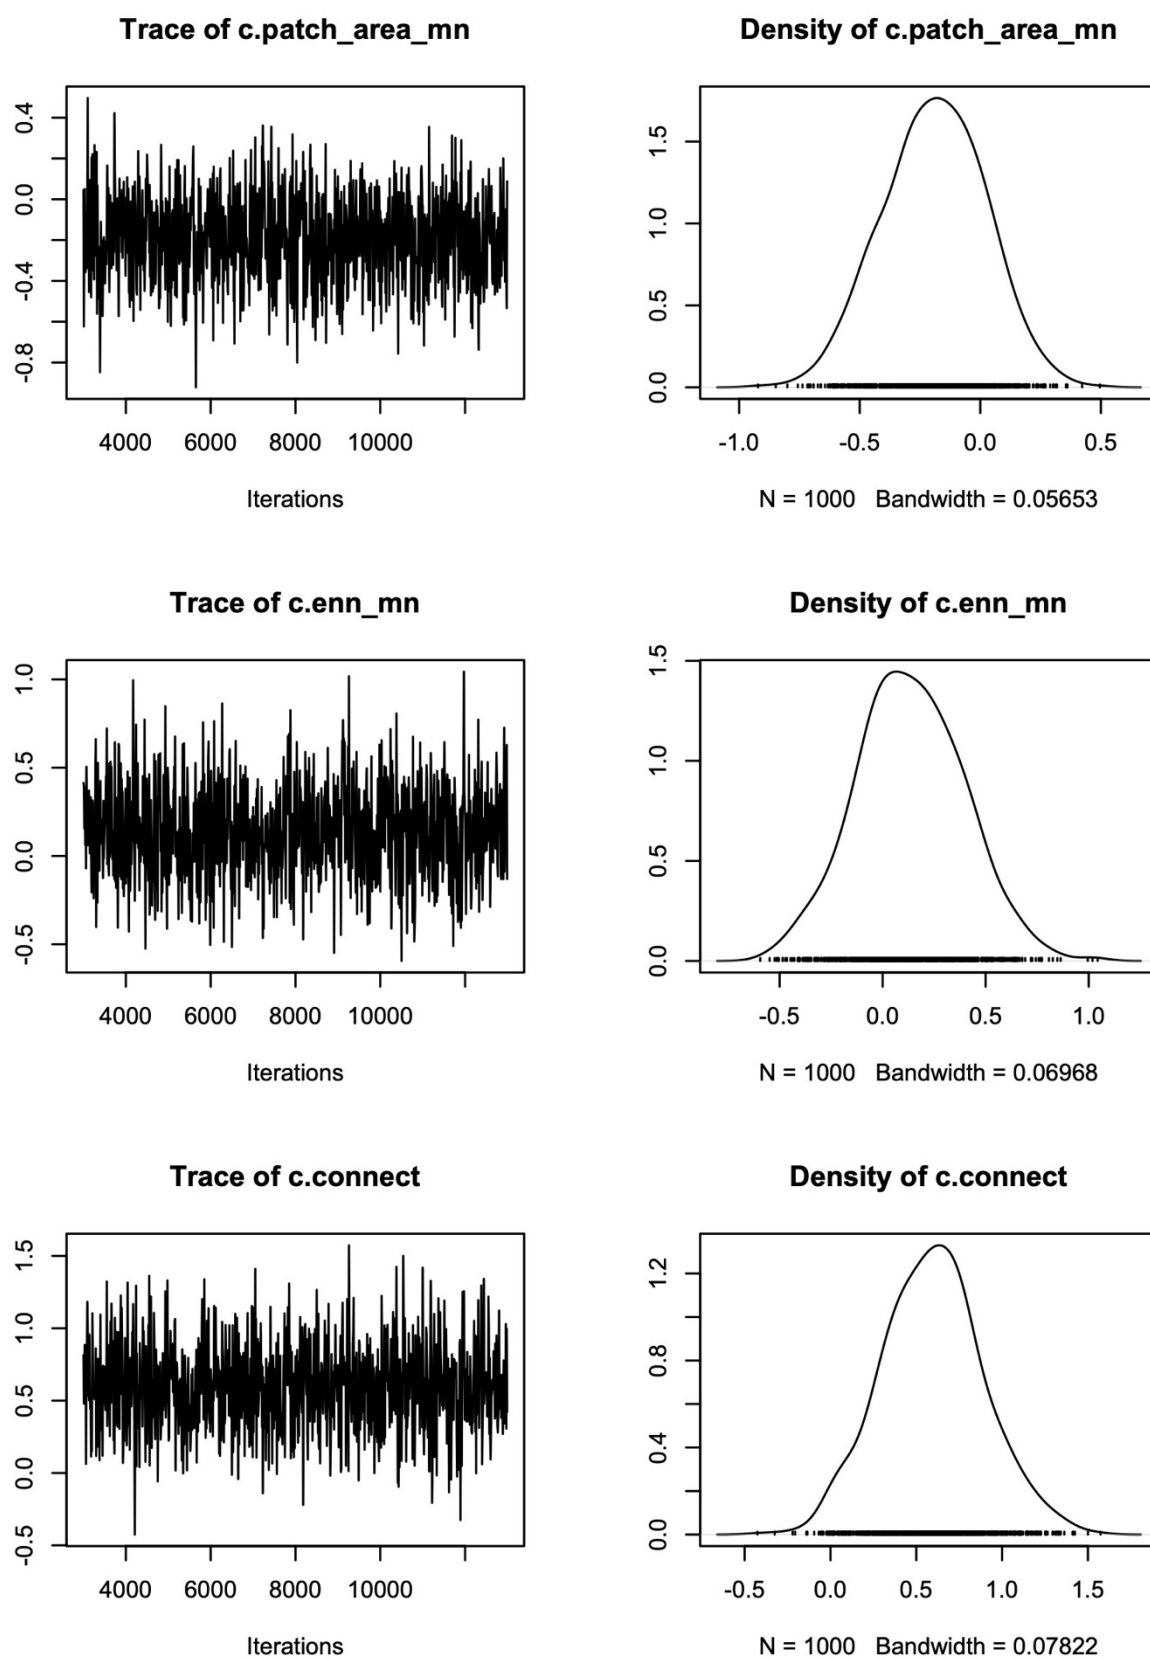 Trace of c.patch_area_mn
Density of c.patch_area_mn
0.4
0.0
-0.4
-0.8
4000 6000 8000 10000
Iterations
1.5
1.0
0.5
0.0
-1.0 -0.5 0.0 0.5
N = 1000 Bandwidth = 0.05653
Trace of c.enn_mn
Density of c.enn_mn
1.0
0.5
0.0
-0.5
4000 6000 8000 10000
Iterations
1.5
1.0
0.5
0.0
-0.5 0.0 0.5 1.0
N = 1000 Bandwidth = 0.06968
Trace of c.connect
Density of c.connect
1.5
1.0
0.5
0.0
-0.5
4000 6000 8000 10000
Iterations
1.2
0.8
0.4
0.0
-0.5 0.0 0.5 1.0 1.5
N = 1000 Bandwidth = 0.07822